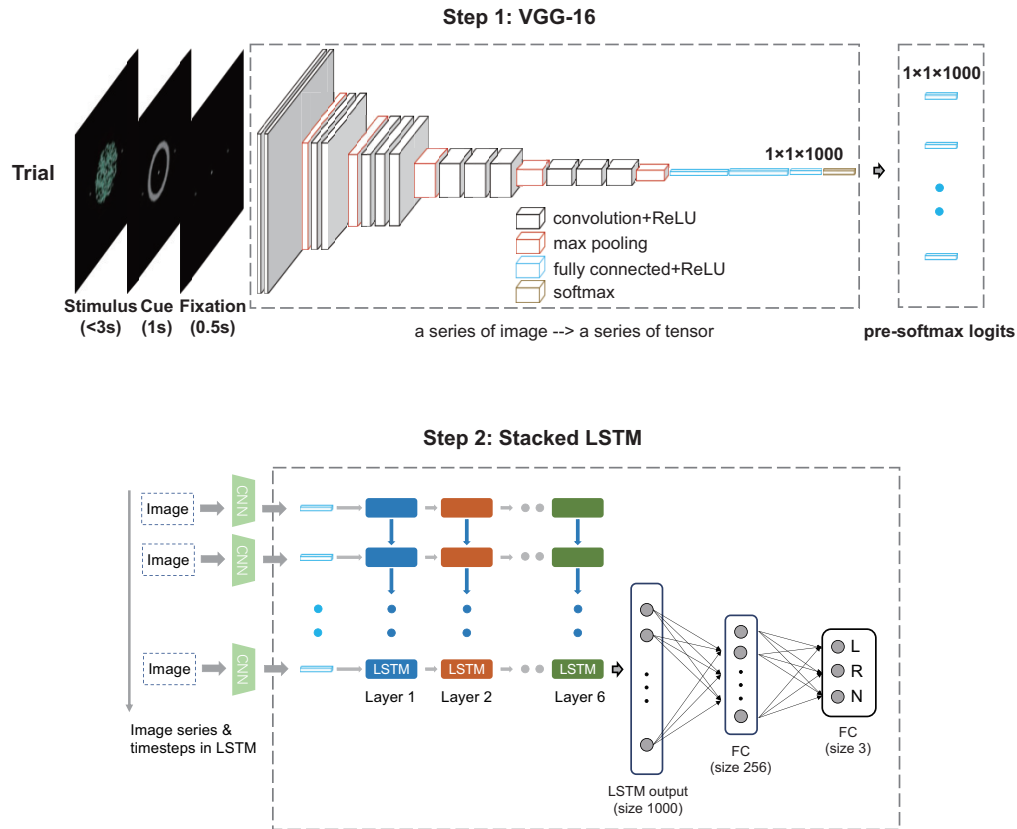 Step 1: VGG-16
1×1×1000
Trial
1×1×1000
convolution+ReLU
max pooling
fully connected+ReLU
softmax
Stimulus Cue Fixation
(<3s) (1s) (0.5s)
a series of image --> a series of tensor
pre-softmax logits
Step 2: Stacked LSTM
Image
CNN
Image
CNN
Image
CNN
LSTM
LSTM
LSTM
Layer 1
Layer 2
Layer 6
L
R
N
Image series &
timesteps in LSTM
FC
(size 256)
FC
(size 3)
LSTM output
(size 1000)